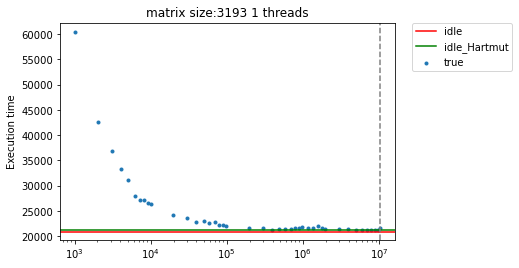 matrix size:3193 1 threads
Execution time
60000
55000
50000
45000
40000
35000
30000
25000
20000
10³
10⁴
10⁵
10⁶
10⁷
idle
idle_Hartmut
true